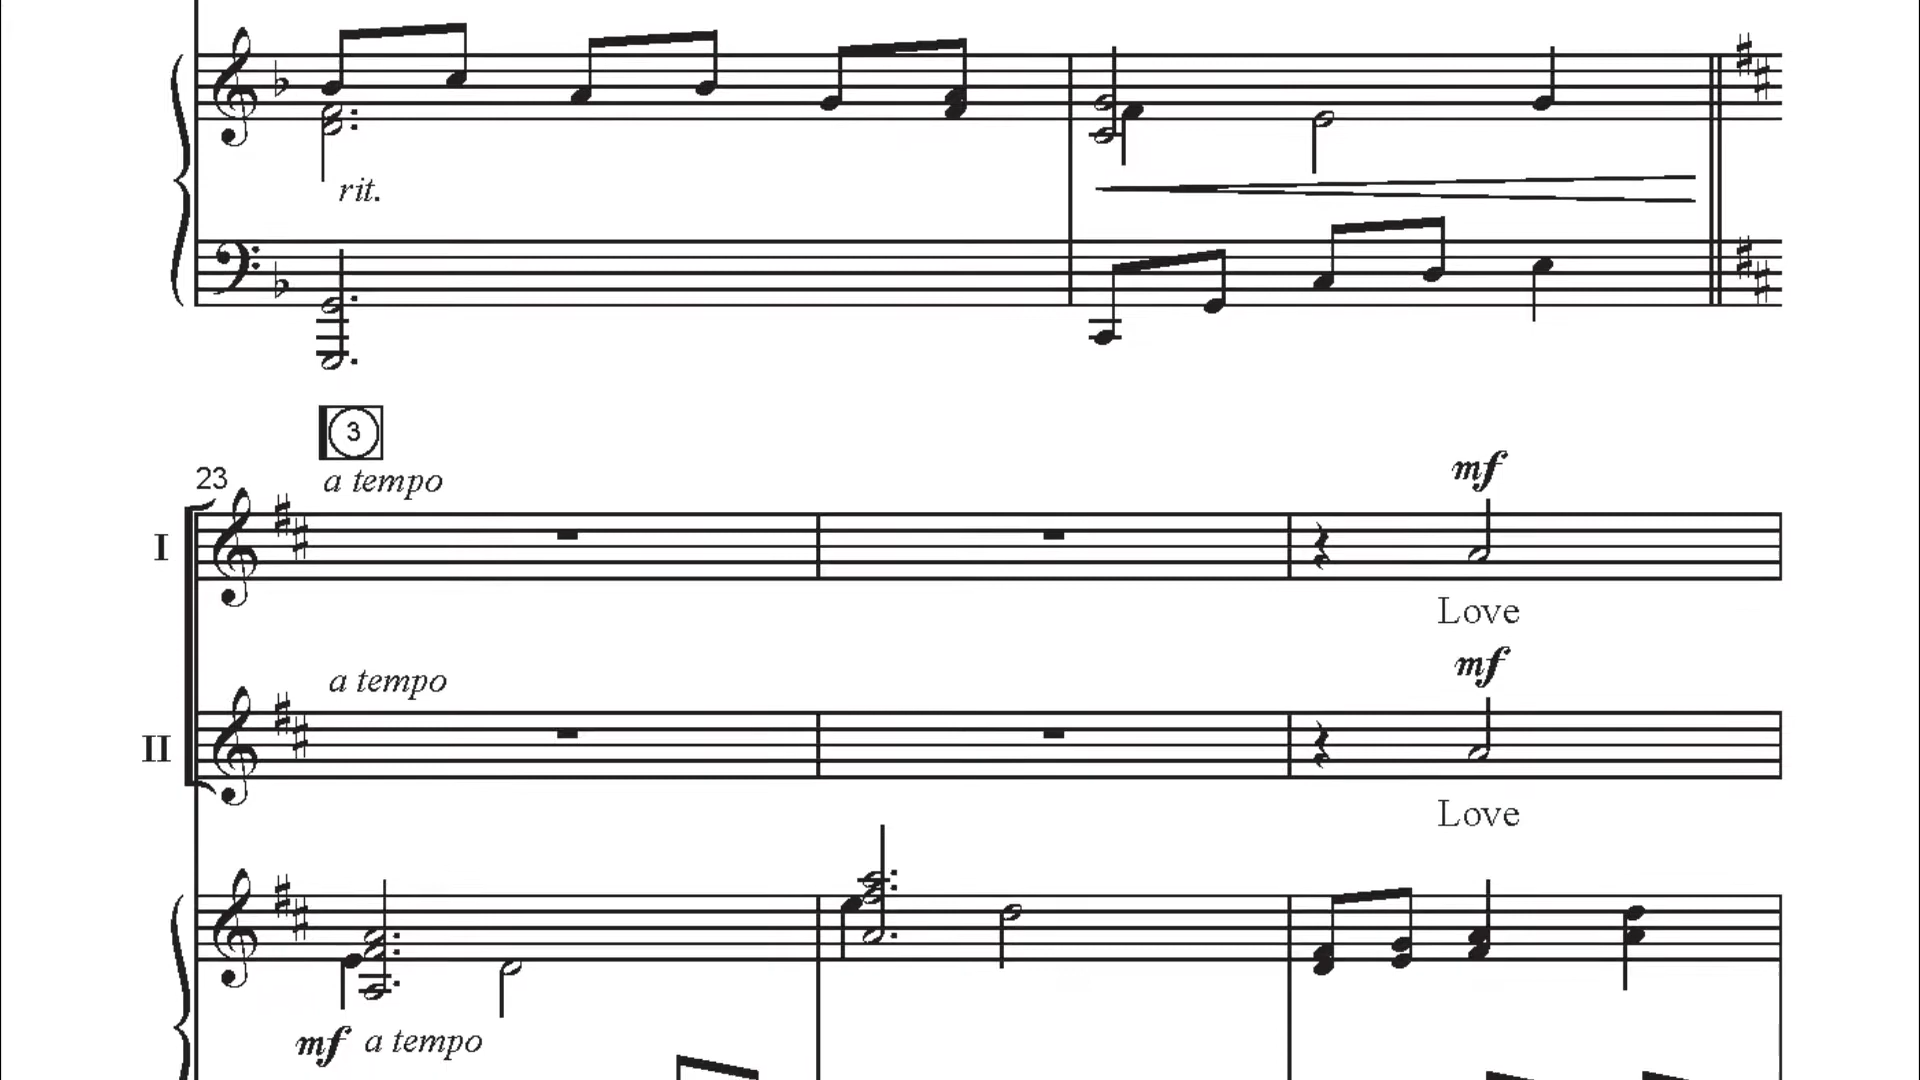 rit.
3
23
a tempo
mf
I
Love
mf
a tempo
II
Love
mf a tempo